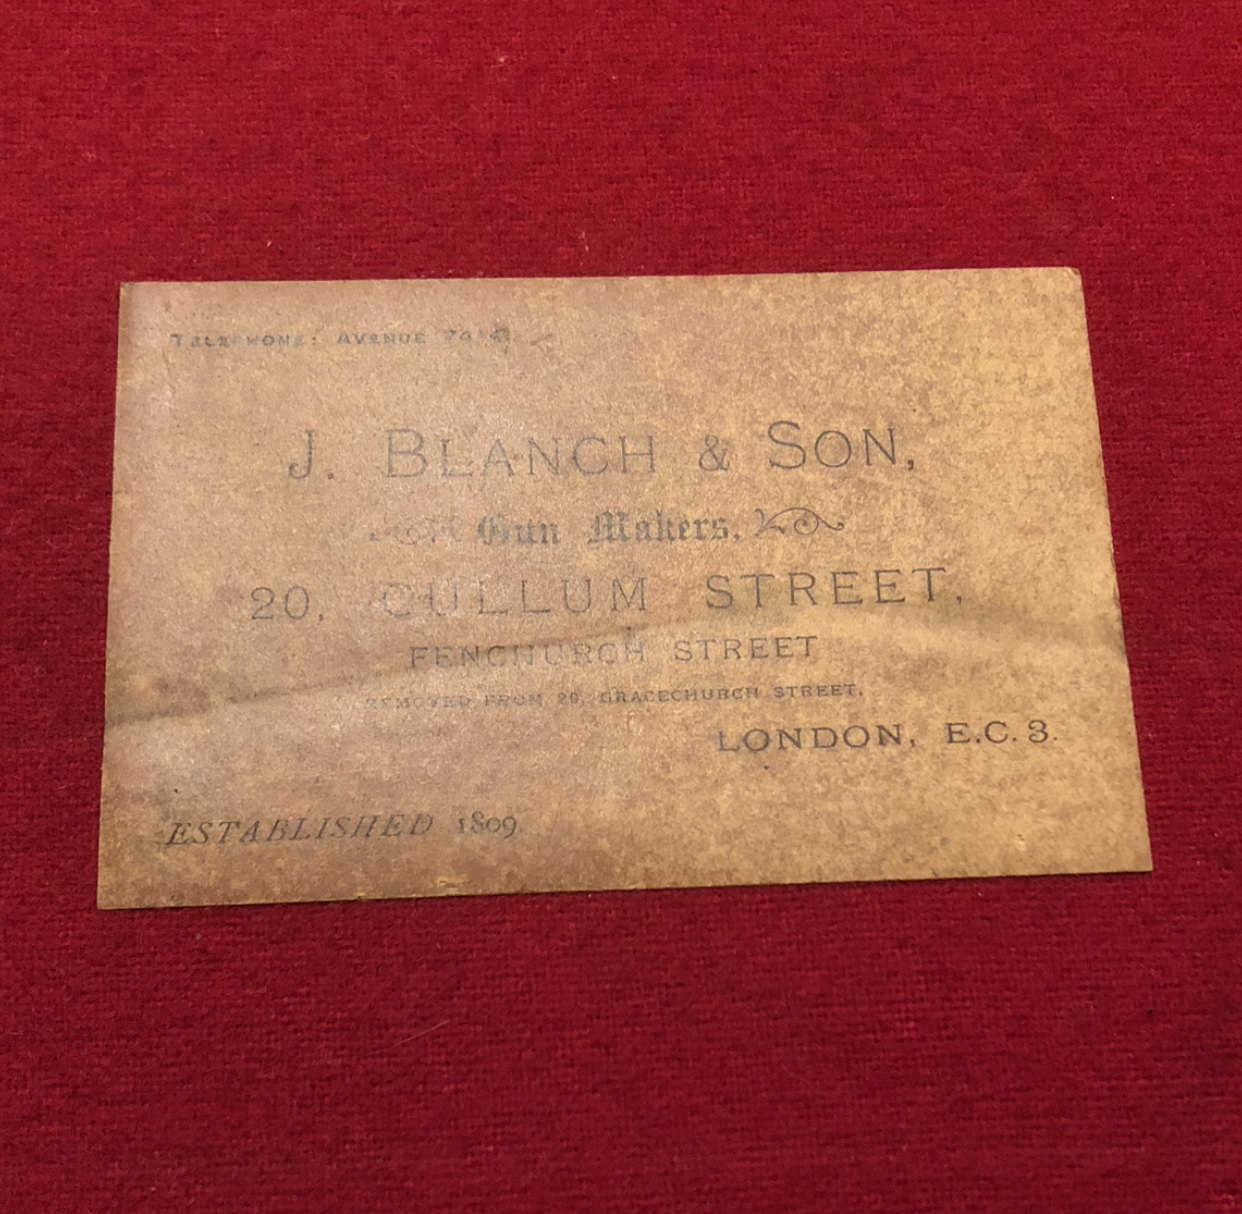 TELEPHONE: AVENUE
J. BLANCH & SON,
Gun Makers,
20, CULLUM STREET,
FENCHURCH STREET
REMOVED FROM 29, GRACECHURCH STREET,
LONDON, E.C. 3.
ESTABLISHED 1809